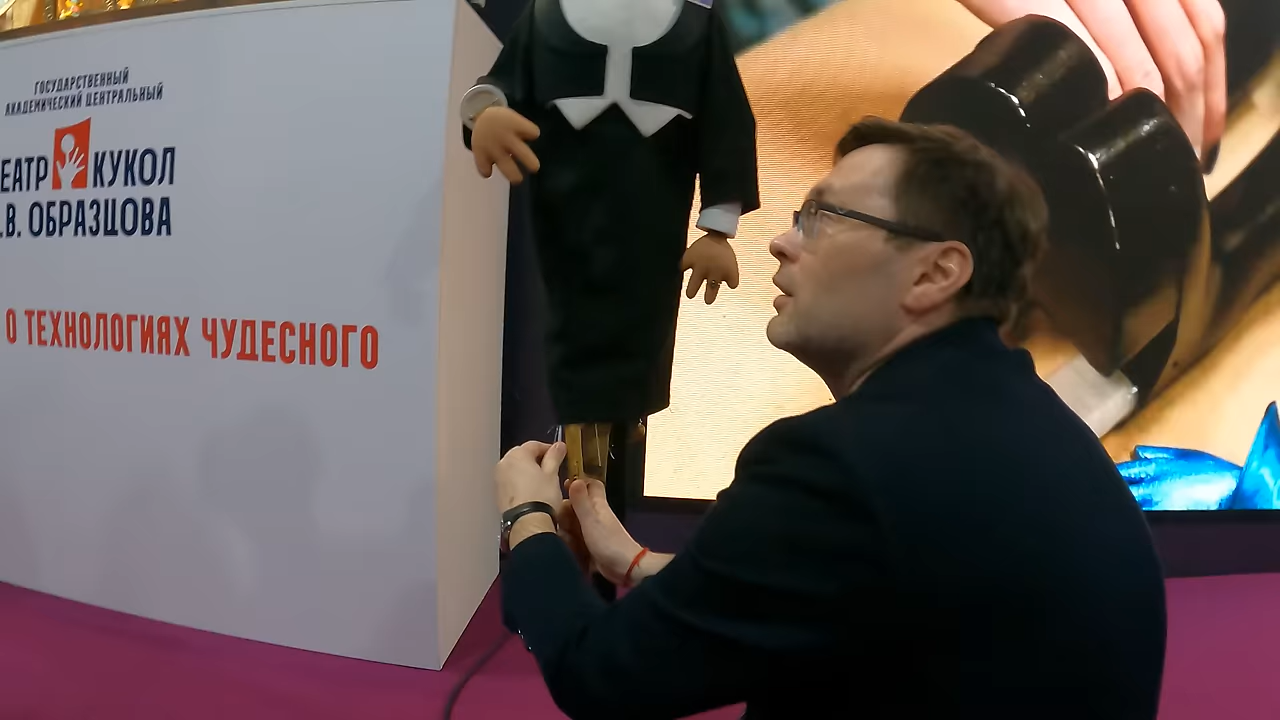 ГОСУДАРСТВЕННЫЙ
АКАДЕМИЧЕСКИЙ ЦЕНТРАЛЬНЫЙ
ЕАТР КУКОЛ
.В. ОБРАЗЦОВА
О ТЕХНОЛОГИЯХ ЧУДЕСНОГО